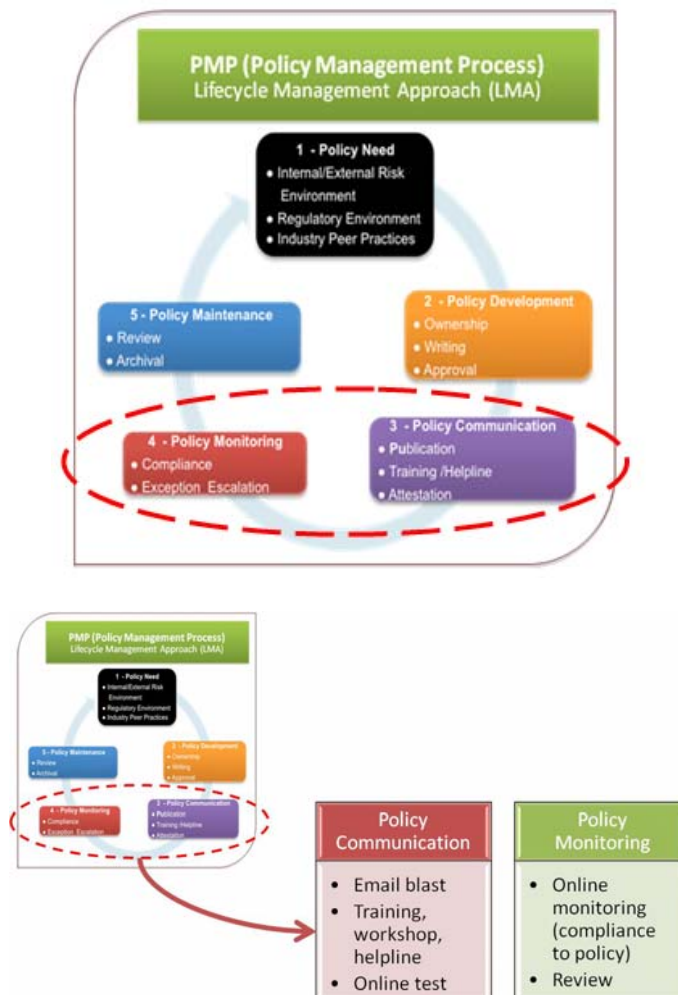 PMP (Policy Management Process)
Lifecycle Management Approach (LMA)
1 - Policy Need
• Internal/External Risk
Environment
• Regulatory Environment
• Industry Peer Practices
5 - Policy Maintenance
• Review
• Archival
2 - Policy Development
• Ownership
• Writing
• Approval
4 - Policy Monitoring
• Compliance
• Exception Escalation
3 - Policy Communication
• Publication
• Training /Helpline
• Attestation
PMP (Policy Management Process)
Lifecycle Management Approach (LMA)
1 - Policy Need
• Internal/External Risk
Environment
• Regulatory Environment
• Industry Peer Practices
5 - Policy Maintenance
• Review
• Archival
2 - Policy Development
• Ownership
• Writing
• Approval
4 - Policy Monitoring
• Compliance
• Exception Escalation
3 - Policy Communication
• Publication
• Training /Helpline
• Attestation
Policy
Communication
• Email blast
• Training,
workshop,
helpline
• Online test
Policy
Monitoring
• Online
monitoring
(compliance
to policy)
• Review